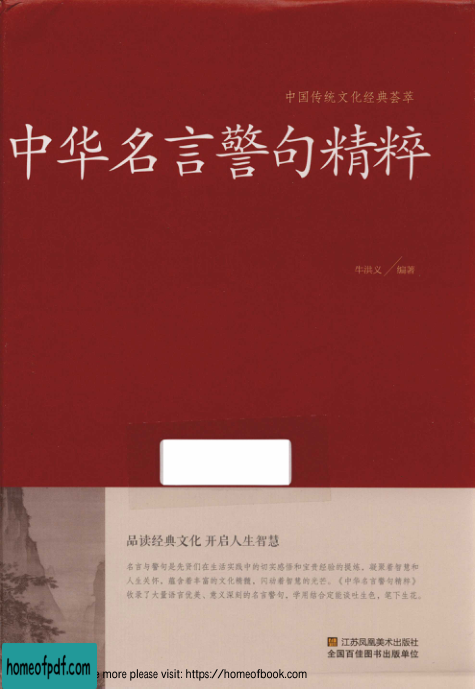 中国传统文化经典荟萃
中华名言警句精粹
牛洪义／编著
品读经典文化 开启人生智慧
名言与警句是先哲们在生活实践中的切实感悟和宝贵经验的提炼，凝聚着智慧和
人生关怀，蕴含着丰富的文化精髓，闪动着智慧的光芒。《中华名言警句精粹》
收录了大量语言优美、意义深刻的名言警句，学用结合定能谈吐生色，笔下生花。
江苏凤凰美术出版社
全国百佳图书出版单位
homeofpdf.com
e more please visit: https://homeofbook.com